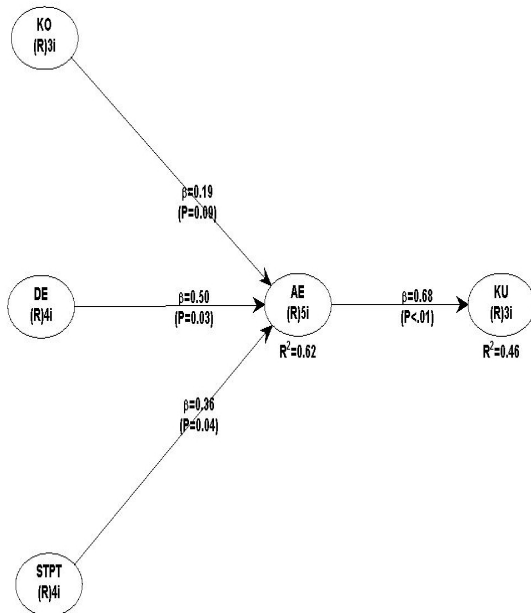 KO
(R)3i
β=0.19
(P=0.09)
DE
(R)4i
β=0.50
(P=0.03)
AE
(R)5i
R²=0.62
β=0.68
(P<.01)
KU
(R)3i
R²=0.46
β=0.36
(P=0.04)
STPT
(R)4i